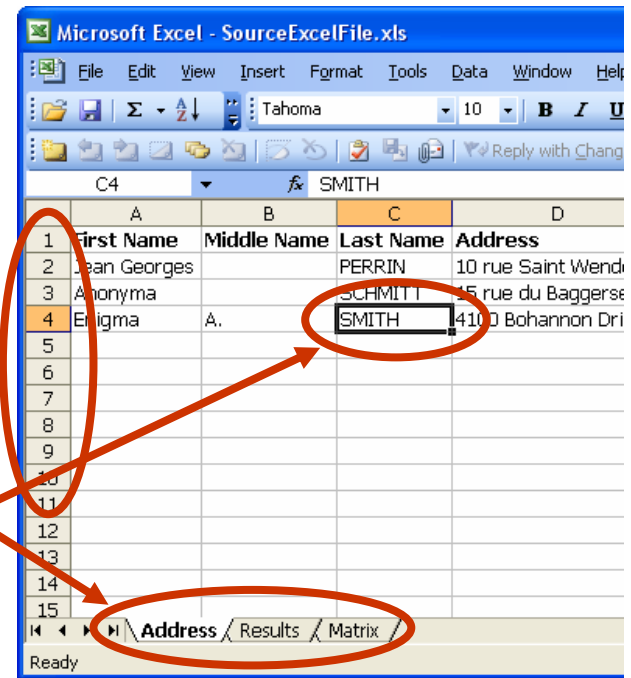 Microsoft Excel - SourceExcelFile.xls
File Edit View Insert Format Tools Data Window Help
Tahoma 10 B I U
Reply with Chang
C4 fx SMITH
A B C D
1 First Name Middle Name Last Name Address
2 Jean Georges PERRIN 10 rue Saint Wende
3 Anonyma SCHMITT 15 rue du Baggerse
4 Enigma A. SMITH 4100 Bohannon Dri
5
6
7
8
9
10
11
12
13
14
15
Address Results Matrix
Ready